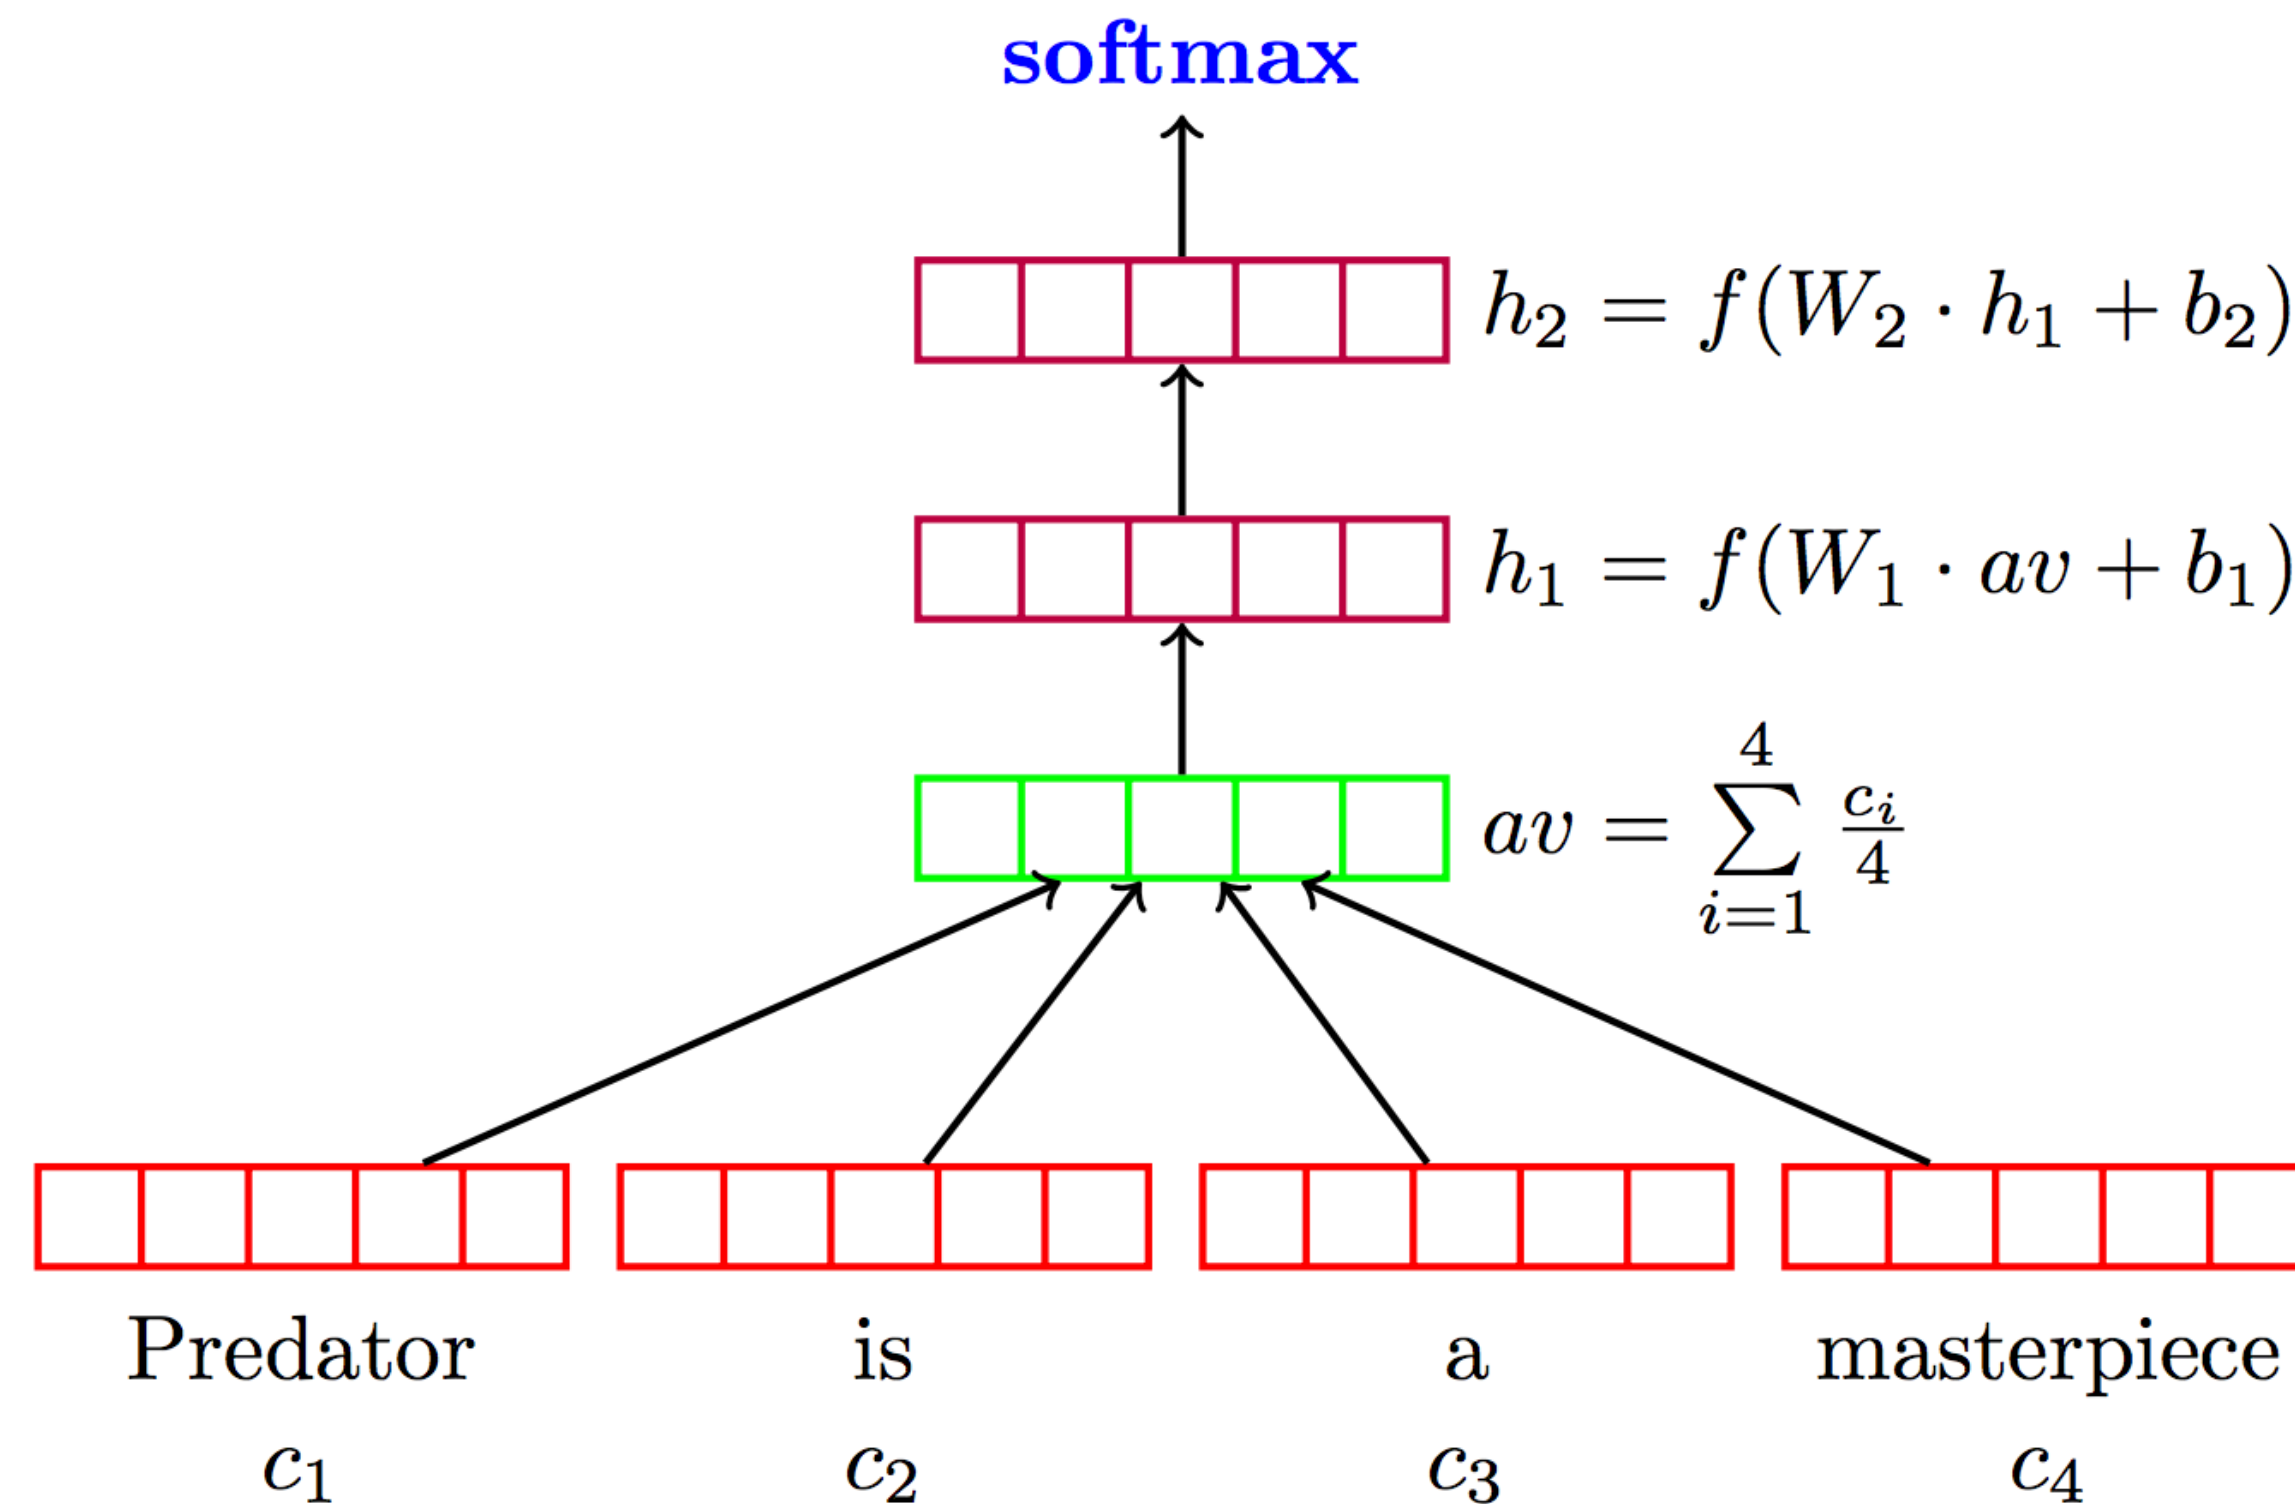 softmax
h₂ = f(W₂ · h₁ + b₂)
h₁ = f(W₁ · av + b₁)
av = ∑_{i=1}^{4} c_i/4
Predator is a masterpiece
c₁ c₂ c₃ c₄